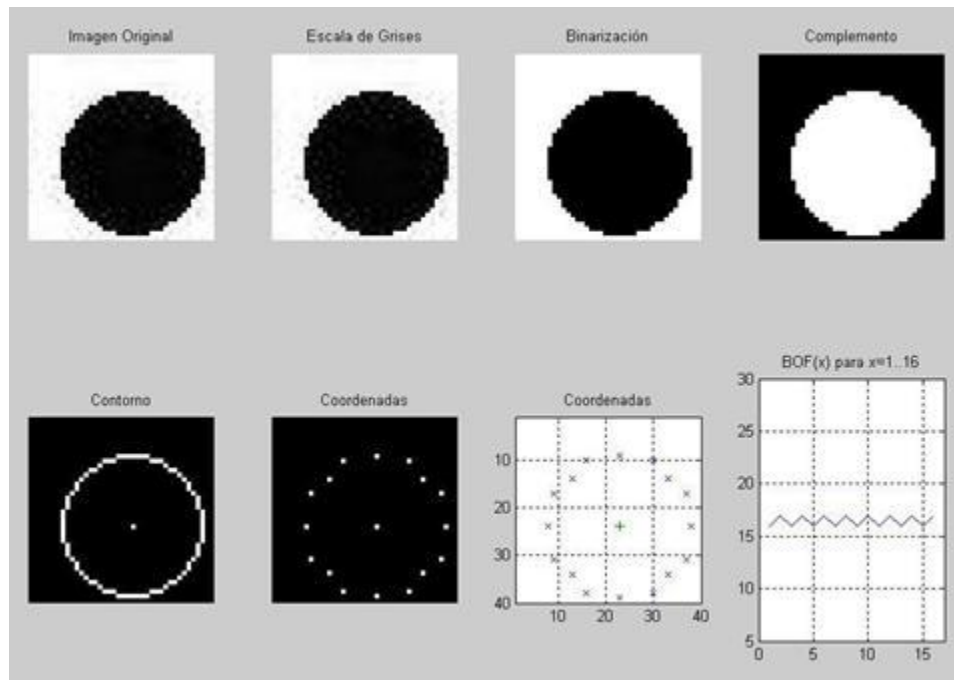 Imagen Original
Escala de Grises
Binarización
Complemento
Contorno
Coordenadas
Coordenadas
10
20
30
40
10 20 30 40
BOF(x) para x=1..16
30
25
20
15
10
5
0 5 10 15